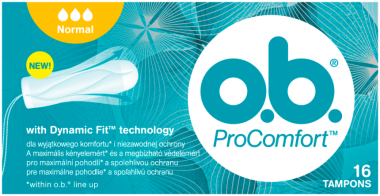 Normal
NEW!
o.b.®
ProComfort™
with Dynamic Fit™ technology
dla wyjątkowego komfortu* i niezawodnej ochrony
A maximális kényelemért* és a megbízható védelemért
pro maximální pohodlí* a spolehlivou ochranu
pre maximálne pohodlie* a spoľahlivú ochranu
*within o.b.® line up
16
TAMPONS